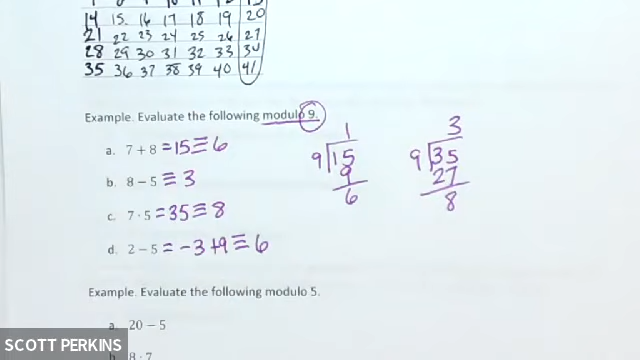 14 15 16 17 18 19 20
21 22 23 24 25 26 27
28 29 30 31 32 33 34
35 36 37 38 39 40 41
Example. Evaluate the following modulo 9.
a. 7 + 8 = 15 ≡ 6
b. 8 − 5 ≡ 3
c. 7 · 5 = 35 ≡ 8
d. 2 − 5 = −3+9 ≡ 6
1
9 15
9
6
3
9 35
27
8
Example. Evaluate the following modulo 5.
a. 20 − 5
b. 8 · 7
SCOTT PERKINS